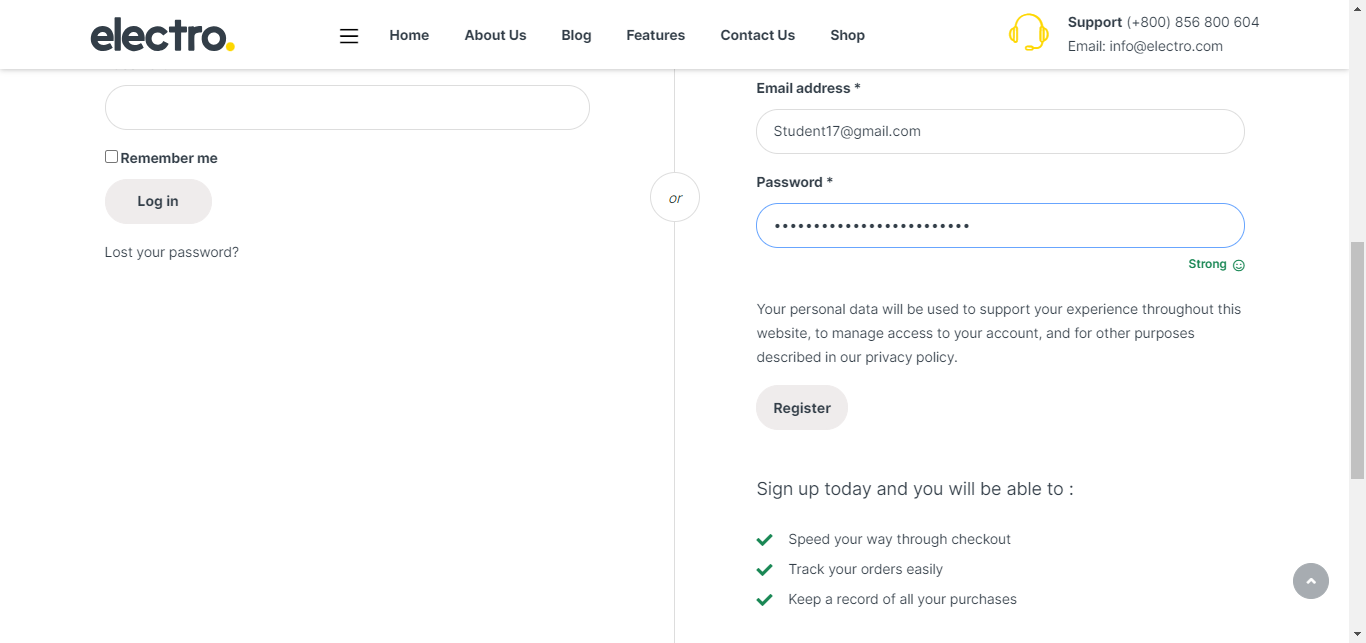 electro.
Home About Us Blog Features Contact Us Shop
Support (+800) 856 800 604
Email: info@electro.com
Remember me
Log in
Lost your password?
or
Email address *
Student17@gmail.com
Password *
•••••••••••••••••••••••••
Strong
Your personal data will be used to support your experience throughout this
website, to manage access to your account, and for other purposes
described in our privacy policy.
Register
Sign up today and you will be able to :
Speed your way through checkout
Track your orders easily
Keep a record of all your purchases